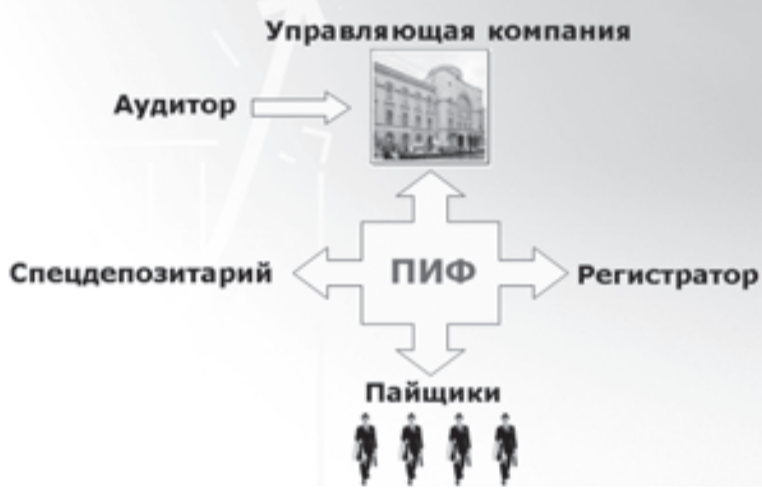 Управляющая компания
Аудитор
Спецдепозитарий
ПИФ
Регистратор
Пайщики